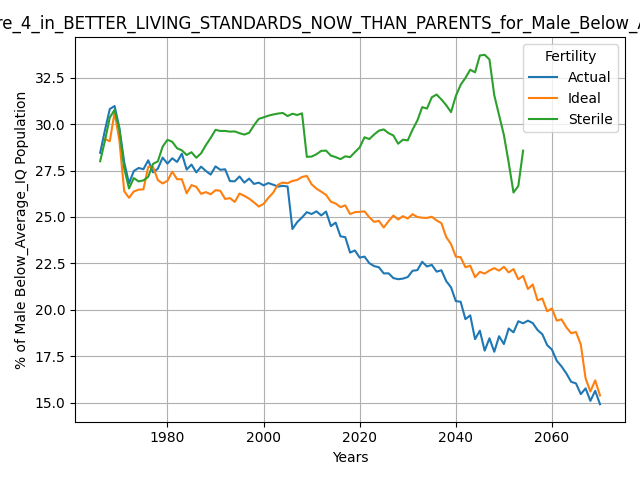 re_4_in_BETTER_LIVING_STANDARDS_NOW_THAN_PARENTS_for_Male_Below_A
Fertility
Actual
Ideal
Sterile
% of Male Below_Average_IQ Population
32.5
30.0
27.5
25.0
22.5
20.0
17.5
15.0
1980
2000
2020
2040
2060
Years